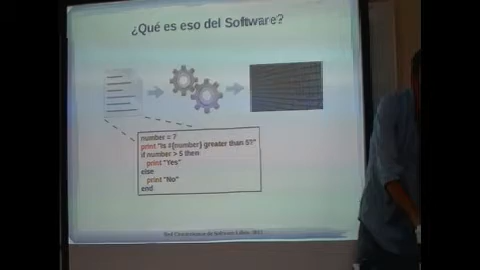 ¿Qué es eso del Software?
number = 7
print "Is #{number} greater than 5?"
if number > 5 then
print "Yes"
else
print "No"
end